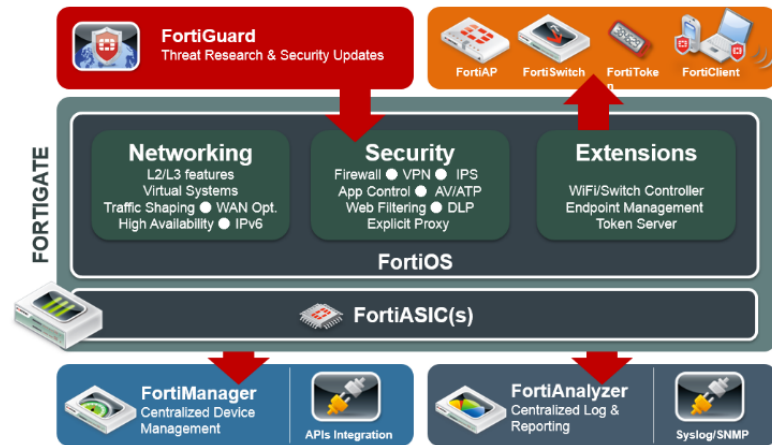 FortiGuard
Threat Research & Security Updates
FortiAP
FortiSwitch
FortiToke
n
FortiClient
FORTIGATE
Networking
L2/L3 features
Virtual Systems
Traffic Shaping ● WAN Opt.
High Availability ● IPv6
Security
Firewall ● VPN ● IPS
App Control ● AV/ATP
Web Filtering ● DLP
Explicit Proxy
Extensions
WiFi/Switch Controller
Endpoint Management
Token Server
FortiOS
FortiASIC(s)
FortiManager
Centralized Device
Management
APIs Integration
FortiAnalyzer
Centralized Log &
Reporting
Syslog/SNMP